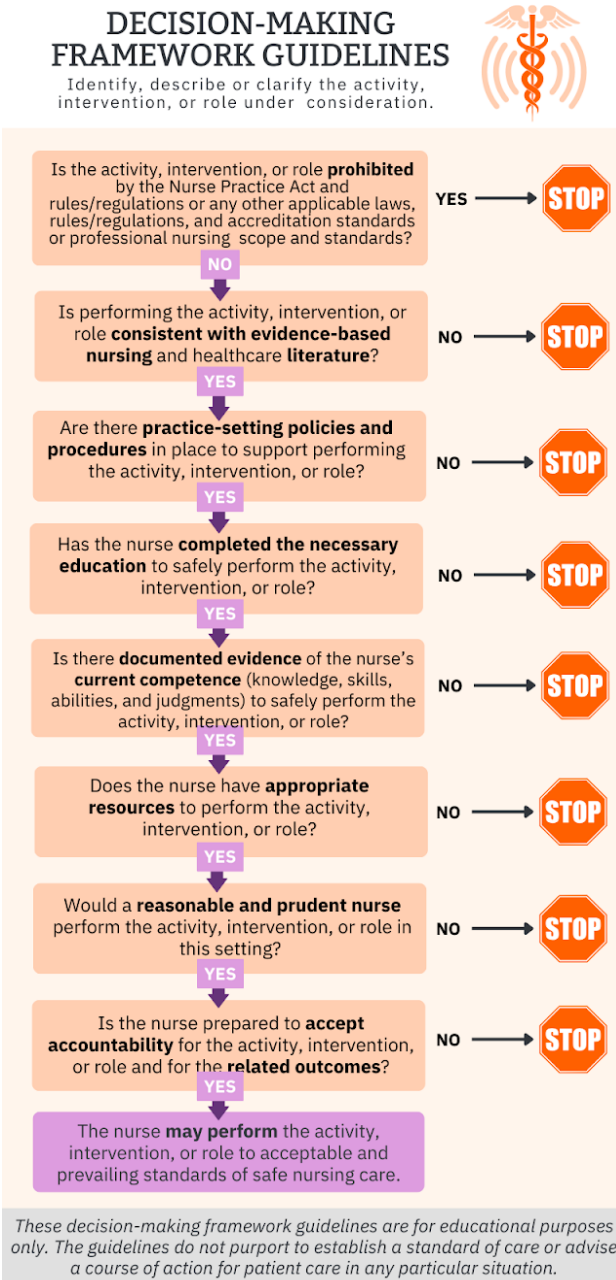 DECISION-MAKING
FRAMEWORK GUIDELINES
Identify, describe or clarify the activity,
intervention, or role under consideration.
Is the activity, intervention, or role prohibited
by the Nurse Practice Act and
rules/regulations or any other applicable laws,
rules/regulations, and accreditation standards
or professional nursing scope and standards?
YES
STOP
NO
Is performing the activity, intervention, or
role consistent with evidence-based
nursing and healthcare literature?
NO
STOP
YES
Are there practice-setting policies and
procedures in place to support performing
the activity, intervention, or role?
NO
STOP
YES
Has the nurse completed the necessary
education to safely perform the activity,
intervention, or role?
NO
STOP
YES
Is there documented evidence of the nurse's
current competence (knowledge, skills,
abilities, and judgments) to safely perform the
activity, intervention, or role?
NO
STOP
YES
Does the nurse have appropriate
resources to perform the activity,
intervention, or role?
NO
STOP
YES
Would a reasonable and prudent nurse
perform the activity, intervention, or role in
this setting?
NO
STOP
YES
Is the nurse prepared to accept
accountability for the activity, intervention,
or role and for the related outcomes?
NO
STOP
YES
The nurse may perform the activity,
intervention, or role to acceptable and
prevailing standards of safe nursing care.
These decision-making framework guidelines are for educational purposes
only. The guidelines do not purport to establish a standard of care or advise
a course of action for patient care in any particular situation.